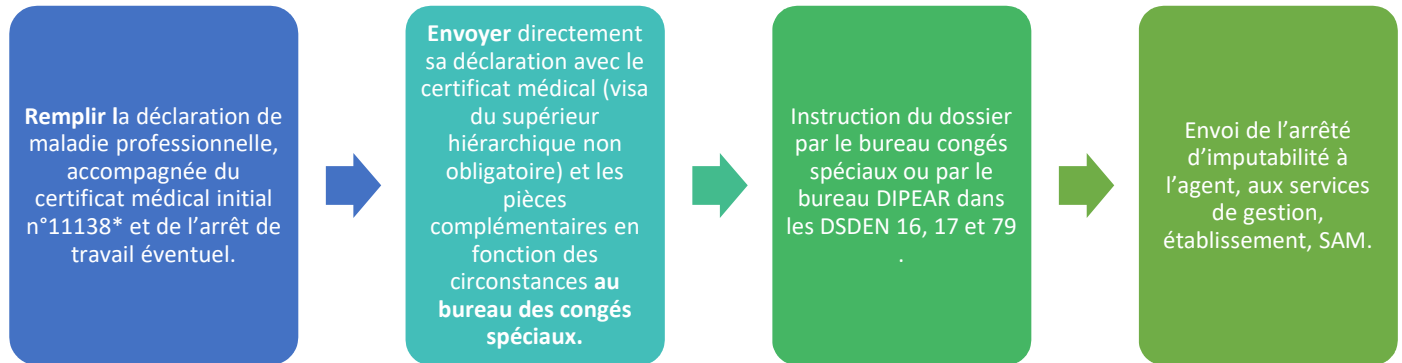 Remplir la déclaration de
maladie professionnelle,
accompagnée du
certificat médical initial
n°11138* et de l'arrêt de
travail éventuel.
Envoyer directement
sa déclaration avec le
certificat médical (visa
du supérieur
hiérarchique non
obligatoire) et les
pièces
complémentaires en
fonction des
circonstances au
bureau des congés
spéciaux.
Instruction du dossier
par le bureau congés
spéciaux ou par le
bureau DIPEAR dans
les DSDEN 16, 17 et 79
.
Envoi de l'arrêté
d'imputabilité à
l'agent, aux services
de gestion,
établissement, SAM.